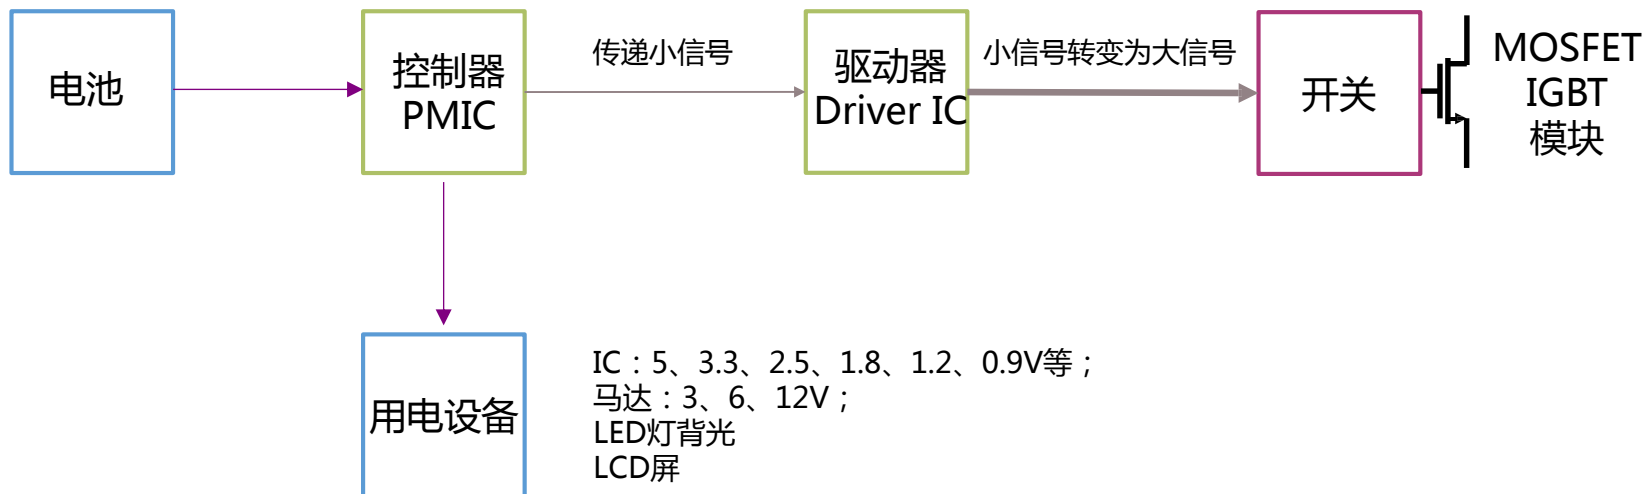 电池
控制器
PMIC
传递小信号
驱动器
Driver IC
小信号转变为大信号
开关
MOSFET
IGBT
模块
用电设备
IC：5、3.3、2.5、1.8、1.2、0.9V等；
马达：3、6、12V；
LED灯背光
LCD屏